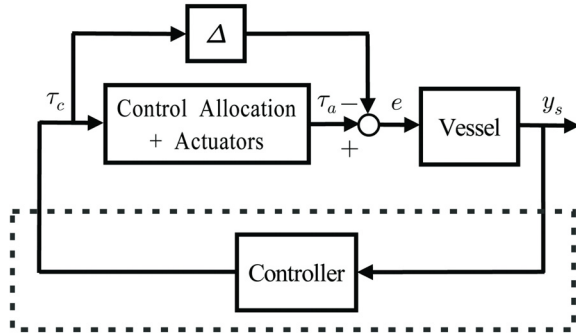 Δ
τc
Control Allocation
+ Actuators
τa
−
+
e
Vessel
ys
Controller